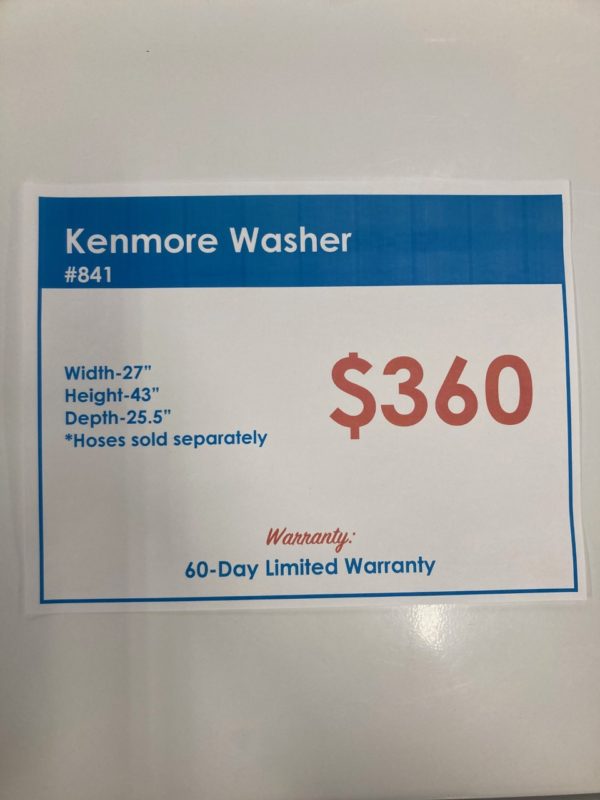 Kenmore Washer
#841
Width-27"
Height-43"
Depth-25.5"
*Hoses sold separately
$360
Warranty:
60-Day Limited Warranty